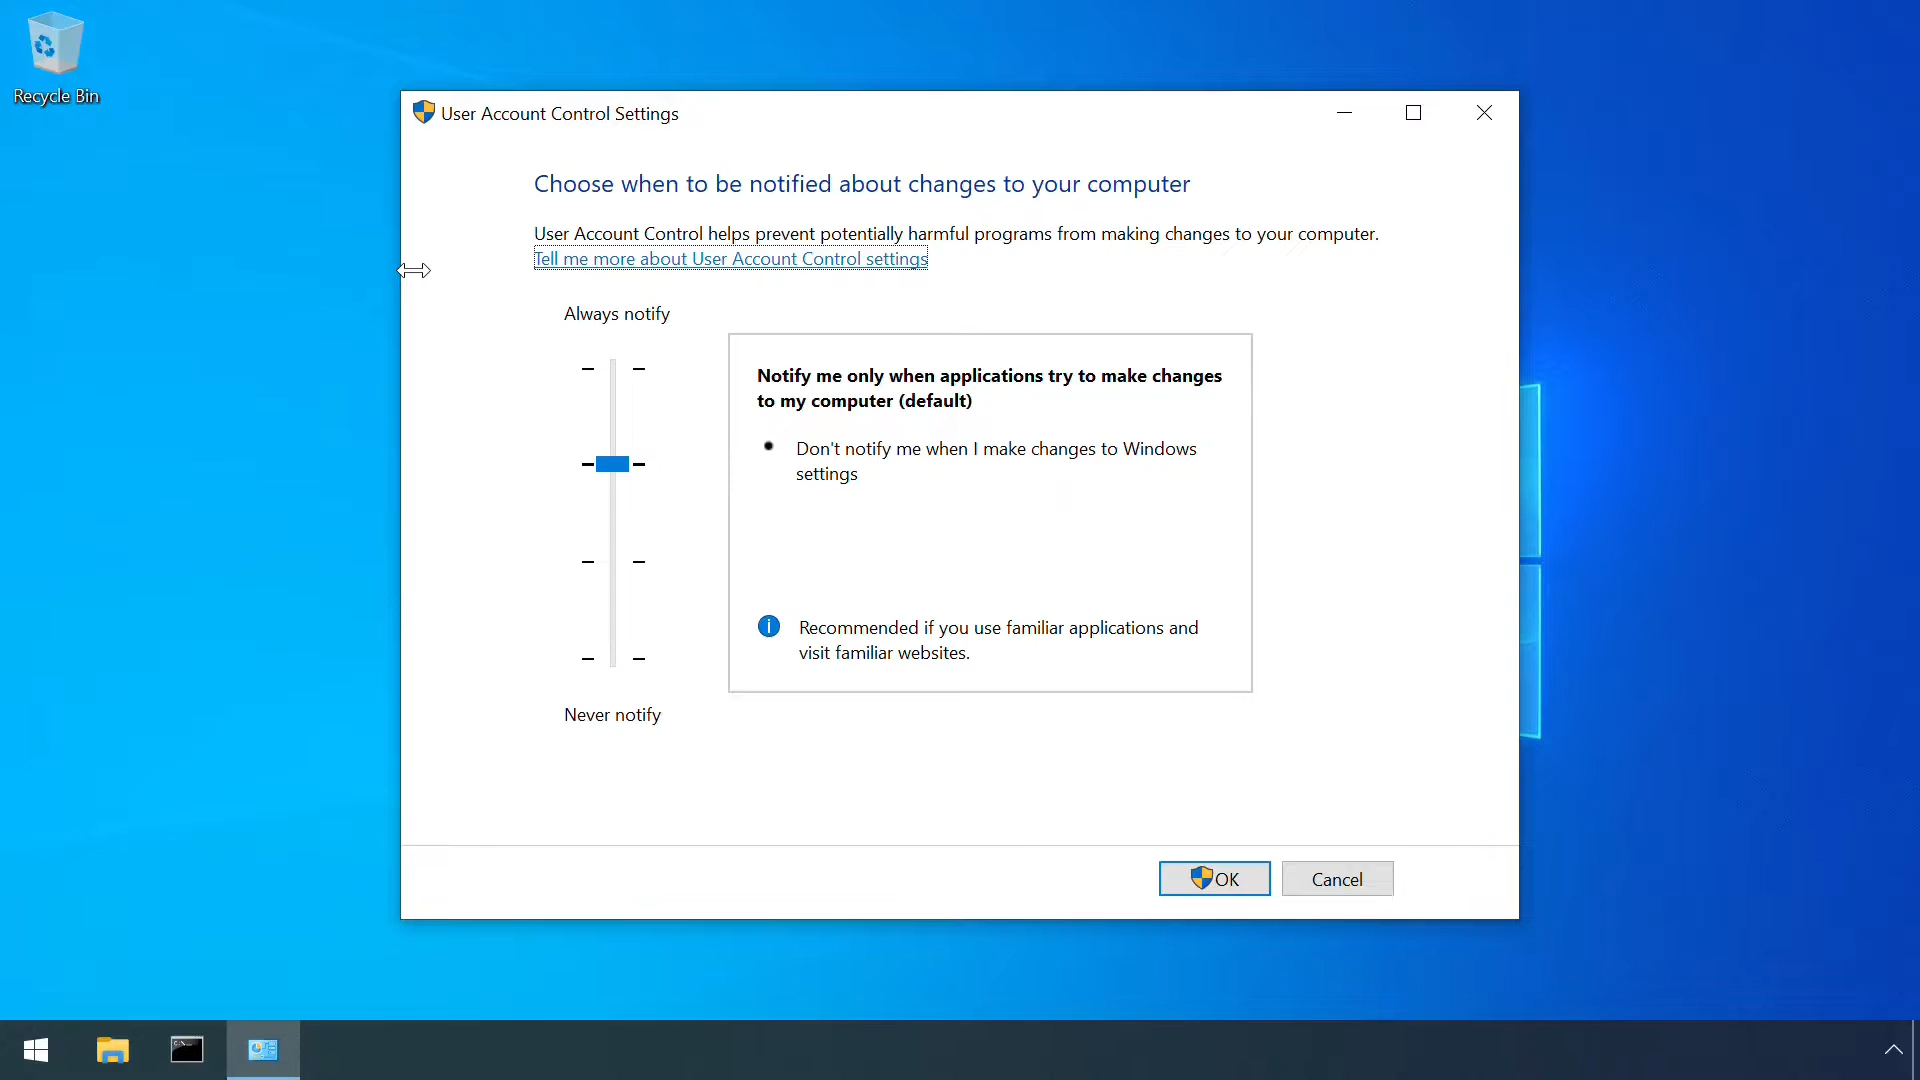 Recycle Bin
User Account Control Settings
Choose when to be notified about changes to your computer
User Account Control helps prevent potentially harmful programs from making changes to your computer.
Tell me more about User Account Control settings
Always notify
Notify me only when applications try to make changes
to my computer (default)
Don't notify me when I make changes to Windows
settings
Recommended if you use familiar applications and
visit familiar websites.
Never notify
OK
Cancel